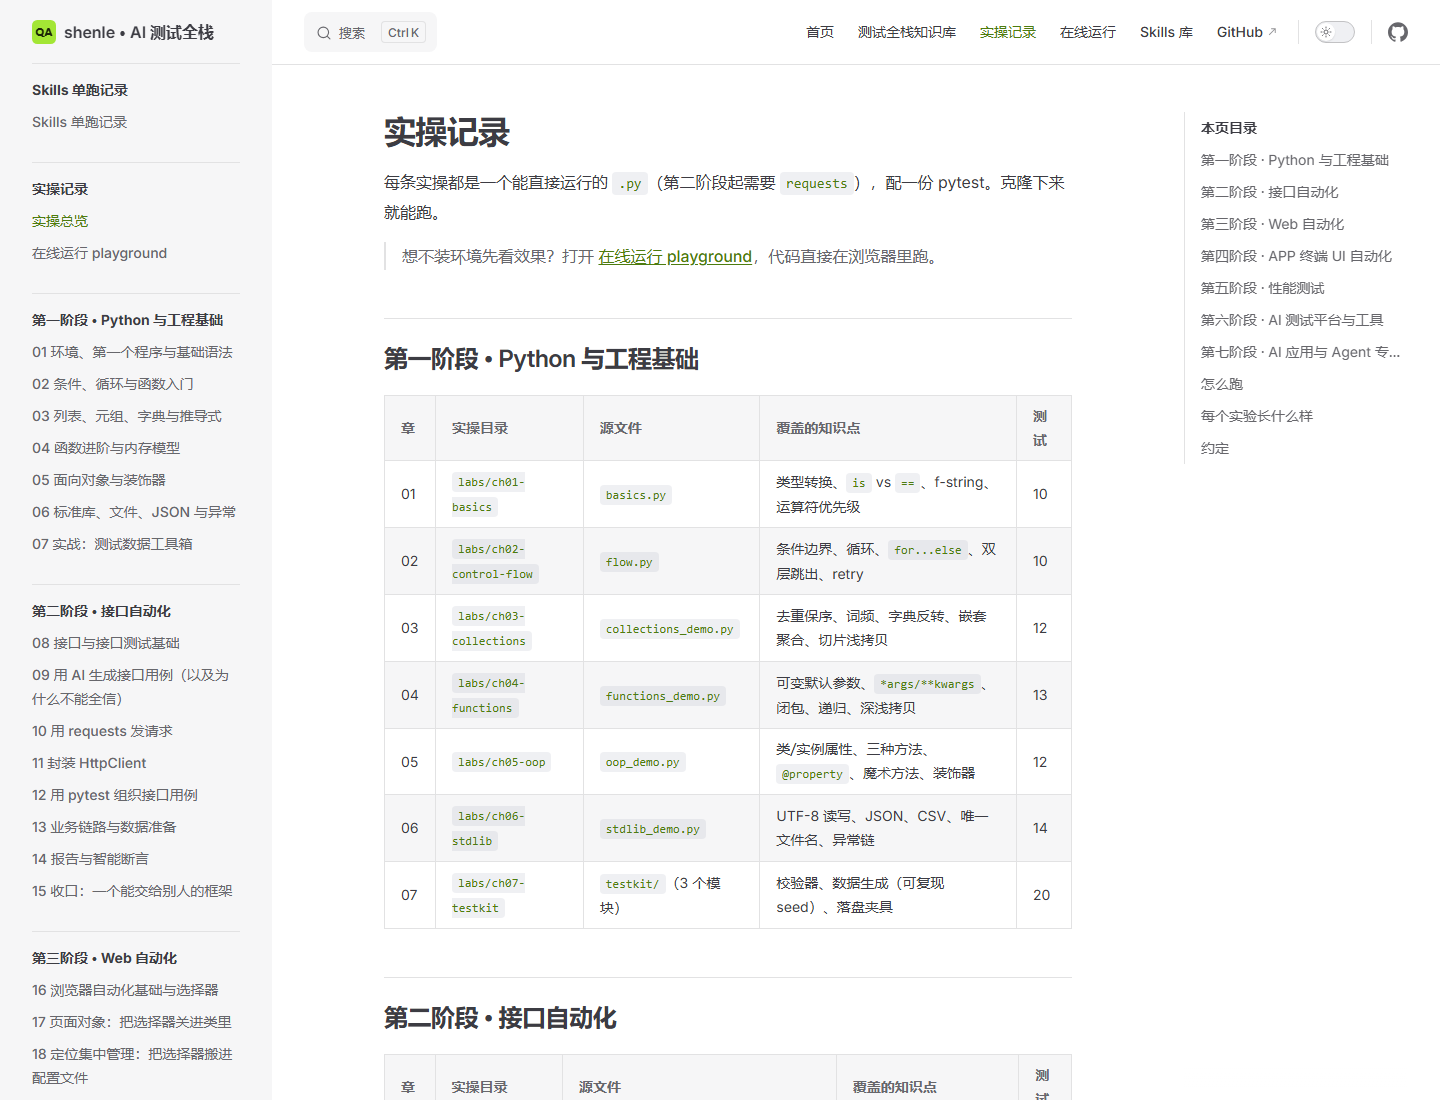 QA shenle • AI 测试全栈
搜索 Ctrl K
首页 测试全栈知识库 实操记录 在线运行 Skills 库 GitHub
Skills 单跑记录
Skills 单跑记录
实操记录
实操总览
在线运行 playground
第一阶段 • Python 与工程基础
01 环境、第一个程序与基础语法
02 条件、循环与函数入门
03 列表、元组、字典与推导式
04 函数进阶与内存模型
05 面向对象与装饰器
06 标准库、文件、JSON 与异常
07 实战：测试数据工具箱
第二阶段 • 接口自动化
08 接口与接口测试基础
09 用 AI 生成接口用例（以及为
什么不能全信）
10 用 requests 发请求
11 封装 HttpClient
12 用 pytest 组织接口用例
13 业务链路与数据准备
14 报告与智能断言
15 收口：一个能交给别人的框架
第三阶段 • Web 自动化
16 浏览器自动化基础与选择器
17 页面对象：把选择器关进类里
18 定位集中管理：把选择器搬进
配置文件
实操记录
每条实操都是一个能直接运行的 .py（第二阶段起需要 requests），配一份 pytest。克隆下来
就能跑。
想不装环境先看效果？打开 在线运行 playground，代码直接在浏览器里跑。
第一阶段 • Python 与工程基础
章 实操目录 源文件 覆盖的知识点 测
试
01 labs/ch01-
basics basics.py 类型转换、is vs ==、f-string、
运算符优先级 10
02 labs/ch02-
control-flow flow.py 条件边界、循环、for...else、双
层跳出、retry 10
03 labs/ch03-
collections collections_demo.py 去重保序、词频、字典反转、嵌套
聚合、切片浅拷贝 12
04 labs/ch04-
functions functions_demo.py 可变默认参数、*args/**kwargs、
闭包、递归、深浅拷贝 13
05 labs/ch05-oop oop_demo.py 类/实例属性、三种方法、
@property、魔术方法、装饰器 12
06 labs/ch06-
stdlib stdlib_demo.py UTF-8 读写、JSON、CSV、唯一
文件名、异常链 14
07 labs/ch07-
testkit testkit/（3 个模
块） 校验器、数据生成（可复现
seed）、落盘夹具 20
第二阶段 • 接口自动化
章 实操目录 源文件 覆盖的知识点 测
试
本页目录
第一阶段 · Python 与工程基础
第二阶段 · 接口自动化
第三阶段 · Web 自动化
第四阶段 · APP 终端 UI 自动化
第五阶段 · 性能测试
第六阶段 · AI 测试平台与工具
第七阶段 · AI 应用与 Agent 专...
怎么跑
每个实验长什么样
约定